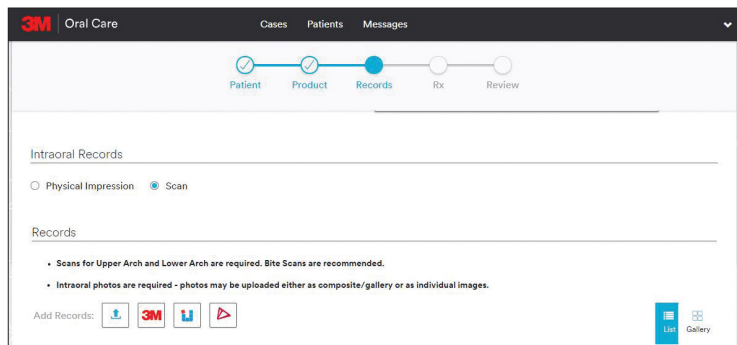 3M Oral Care Cases Patients Messages
Patient Product Records Rx Review
Intraoral Records
Physical Impression Scan
Records
• Scans for Upper Arch and Lower Arch are required. Bite Scans are recommended.
• Intraoral photos are required - photos may be uploaded either as composite/gallery or as individual images.
Add Records: 3M
List Gallery